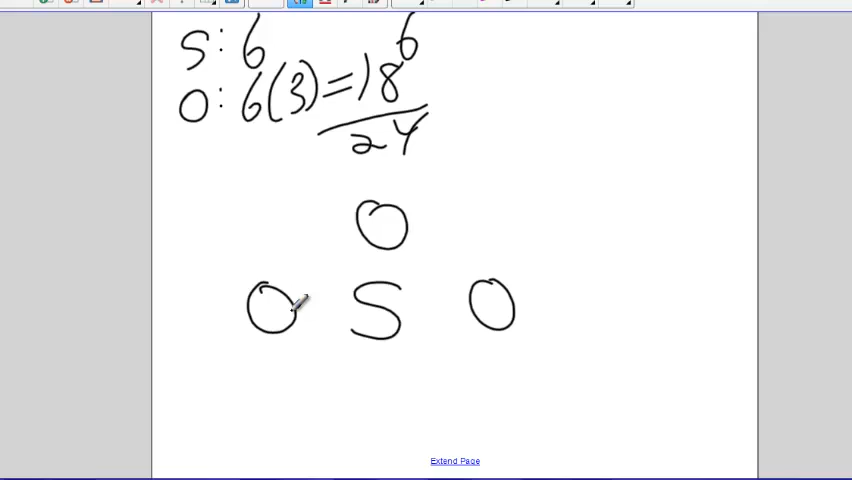 S: 6 6
O: 6(3)=18
24
O
O S O
Extend Page